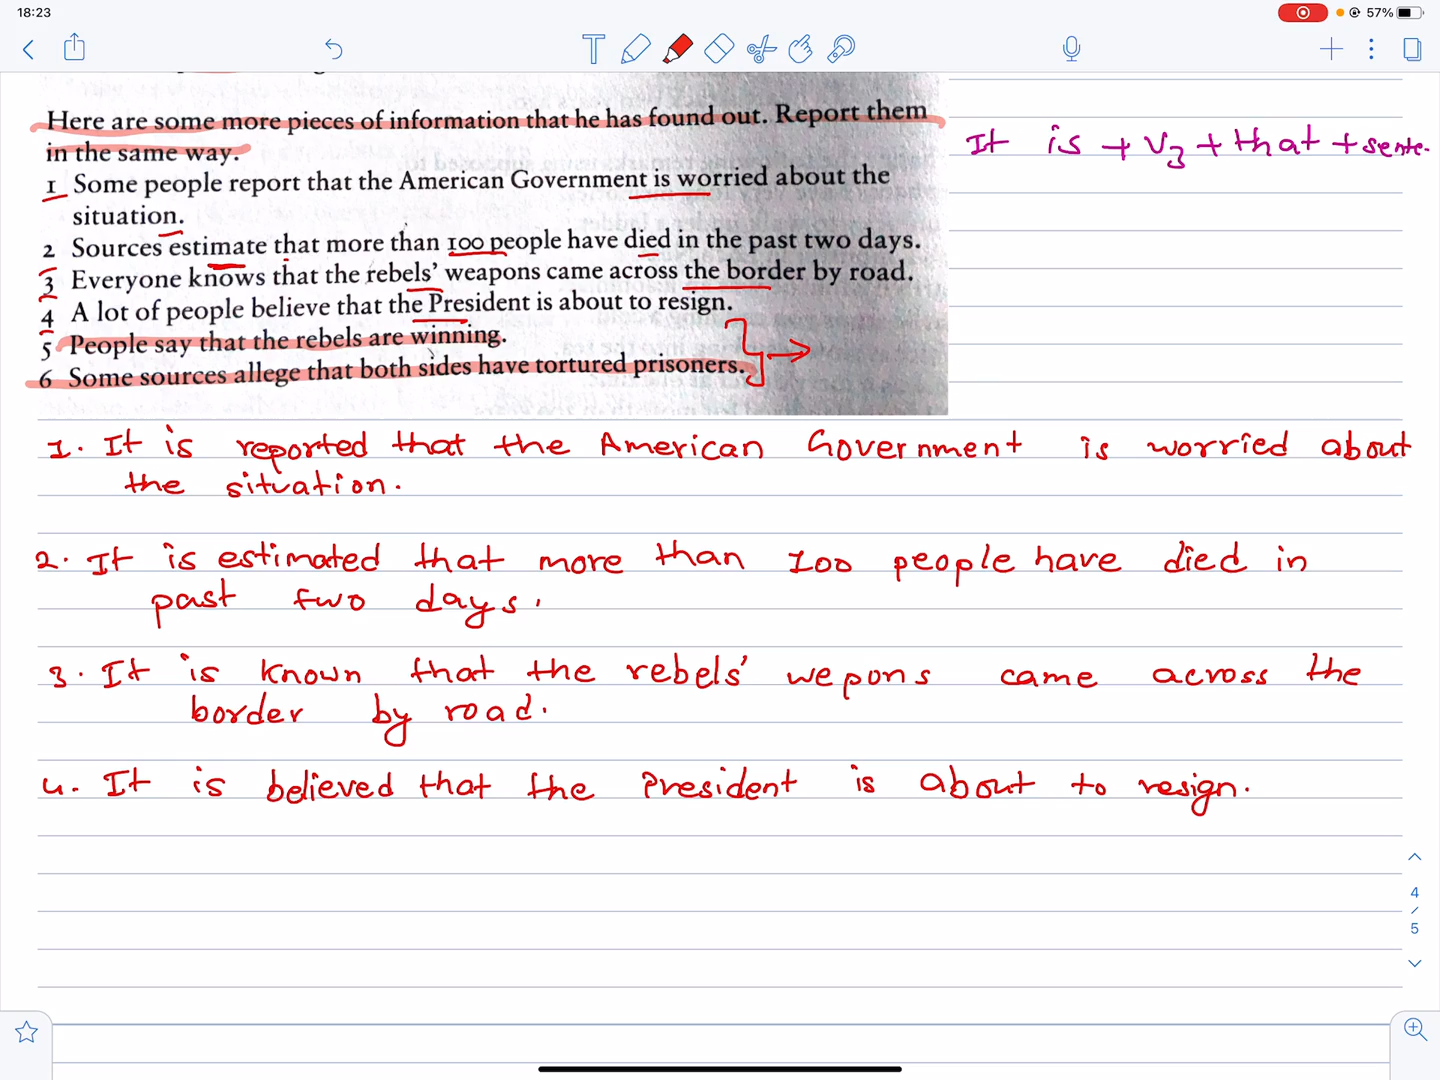 18:23
57%
Here are some more pieces of information that he has found out. Report them
in the same way.
1 Some people report that the American Government is worried about the
situation.
2 Sources estimate that more than 100 people have died in the past two days.
3 Everyone knows that the rebels' weapons came across the border by road.
4 A lot of people believe that the President is about to resign.
5 People say that the rebels are winning.
6 Some sources allege that both sides have tortured prisoners.
It is + V3 + that + sente.
1. It is reported that the American Government is worried about
the situation.
2. It is estimated that more than 100 people have died in
past two days.
3. It is known that the rebels' wepons came across the
border by road.
4. It is believed that the President is about to resign.
4
/
5